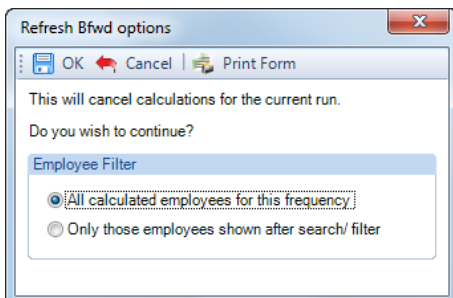 Refresh Bfwd options
OK Cancel Print Form
This will cancel calculations for the current run.
Do you wish to continue?
Employee Filter
All calculated employees for this frequency
Only those employees shown after search/ filter